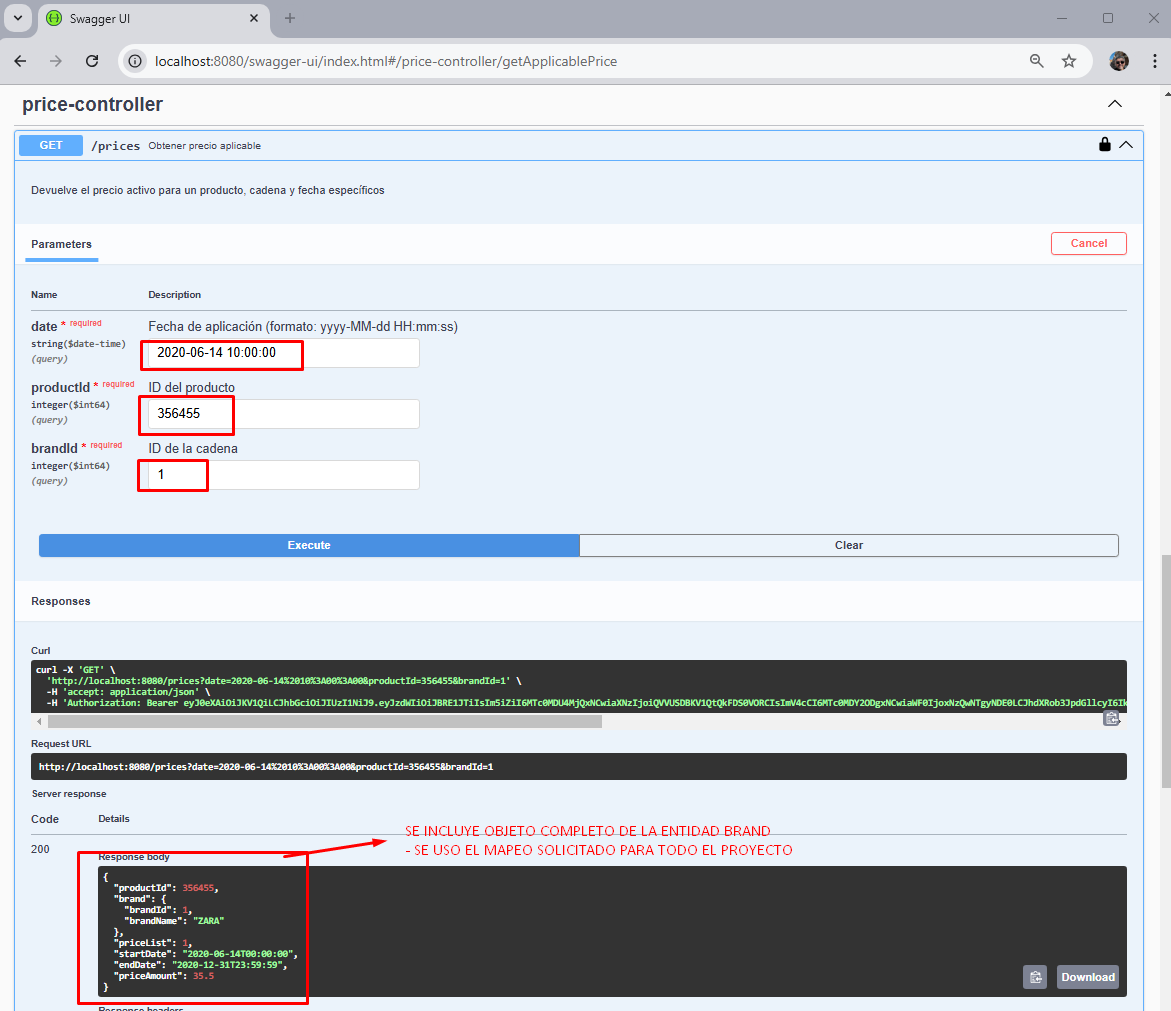 Swagger UI
localhost:8080/swagger-ui/index.html#/price-controller/getApplicablePrice
price-controller
GET /prices Obtener precio aplicable
Devuelve el precio activo para un producto, cadena y fecha específicos
Parameters
Cancel
Name Description
date * required
string($date-time)
(query)
Fecha de aplicación (formato: yyyy-MM-dd HH:mm:ss)
2020-06-14 10:00:00
productId * required
integer($int64)
(query)
ID del producto
356455
brandId * required
integer($int64)
(query)
ID de la cadena
1
Execute Clear
Responses
Curl
curl -X 'GET' \
'http://localhost:8080/prices?date=2020-06-14%2010%3A00%3A00&productId=356455&brandId=1' \
-H 'accept: application/json' \
-H 'Authorization: Bearer
Request URL
http://localhost:8080/prices?date=2020-06-14%2010%3A00%3A00&productId=356455&brandId=1
Server response
Code Details
SE INCLUYE OBJETO COMPLETO DE LA ENTIDAD BRAND
- SE USO EL MAPEO SOLICITADO PARA TODO EL PROYECTO
200
Response body
{
"productId": 356455,
"brand": {
"brandId": 1,
"brandName": "ZARA"
},
"priceList": 1,
"startDate": "2020-06-14T00:00:00",
"endDate": "2020-12-31T23:59:59",
"priceAmount": 35.5
}
Download
Response headers